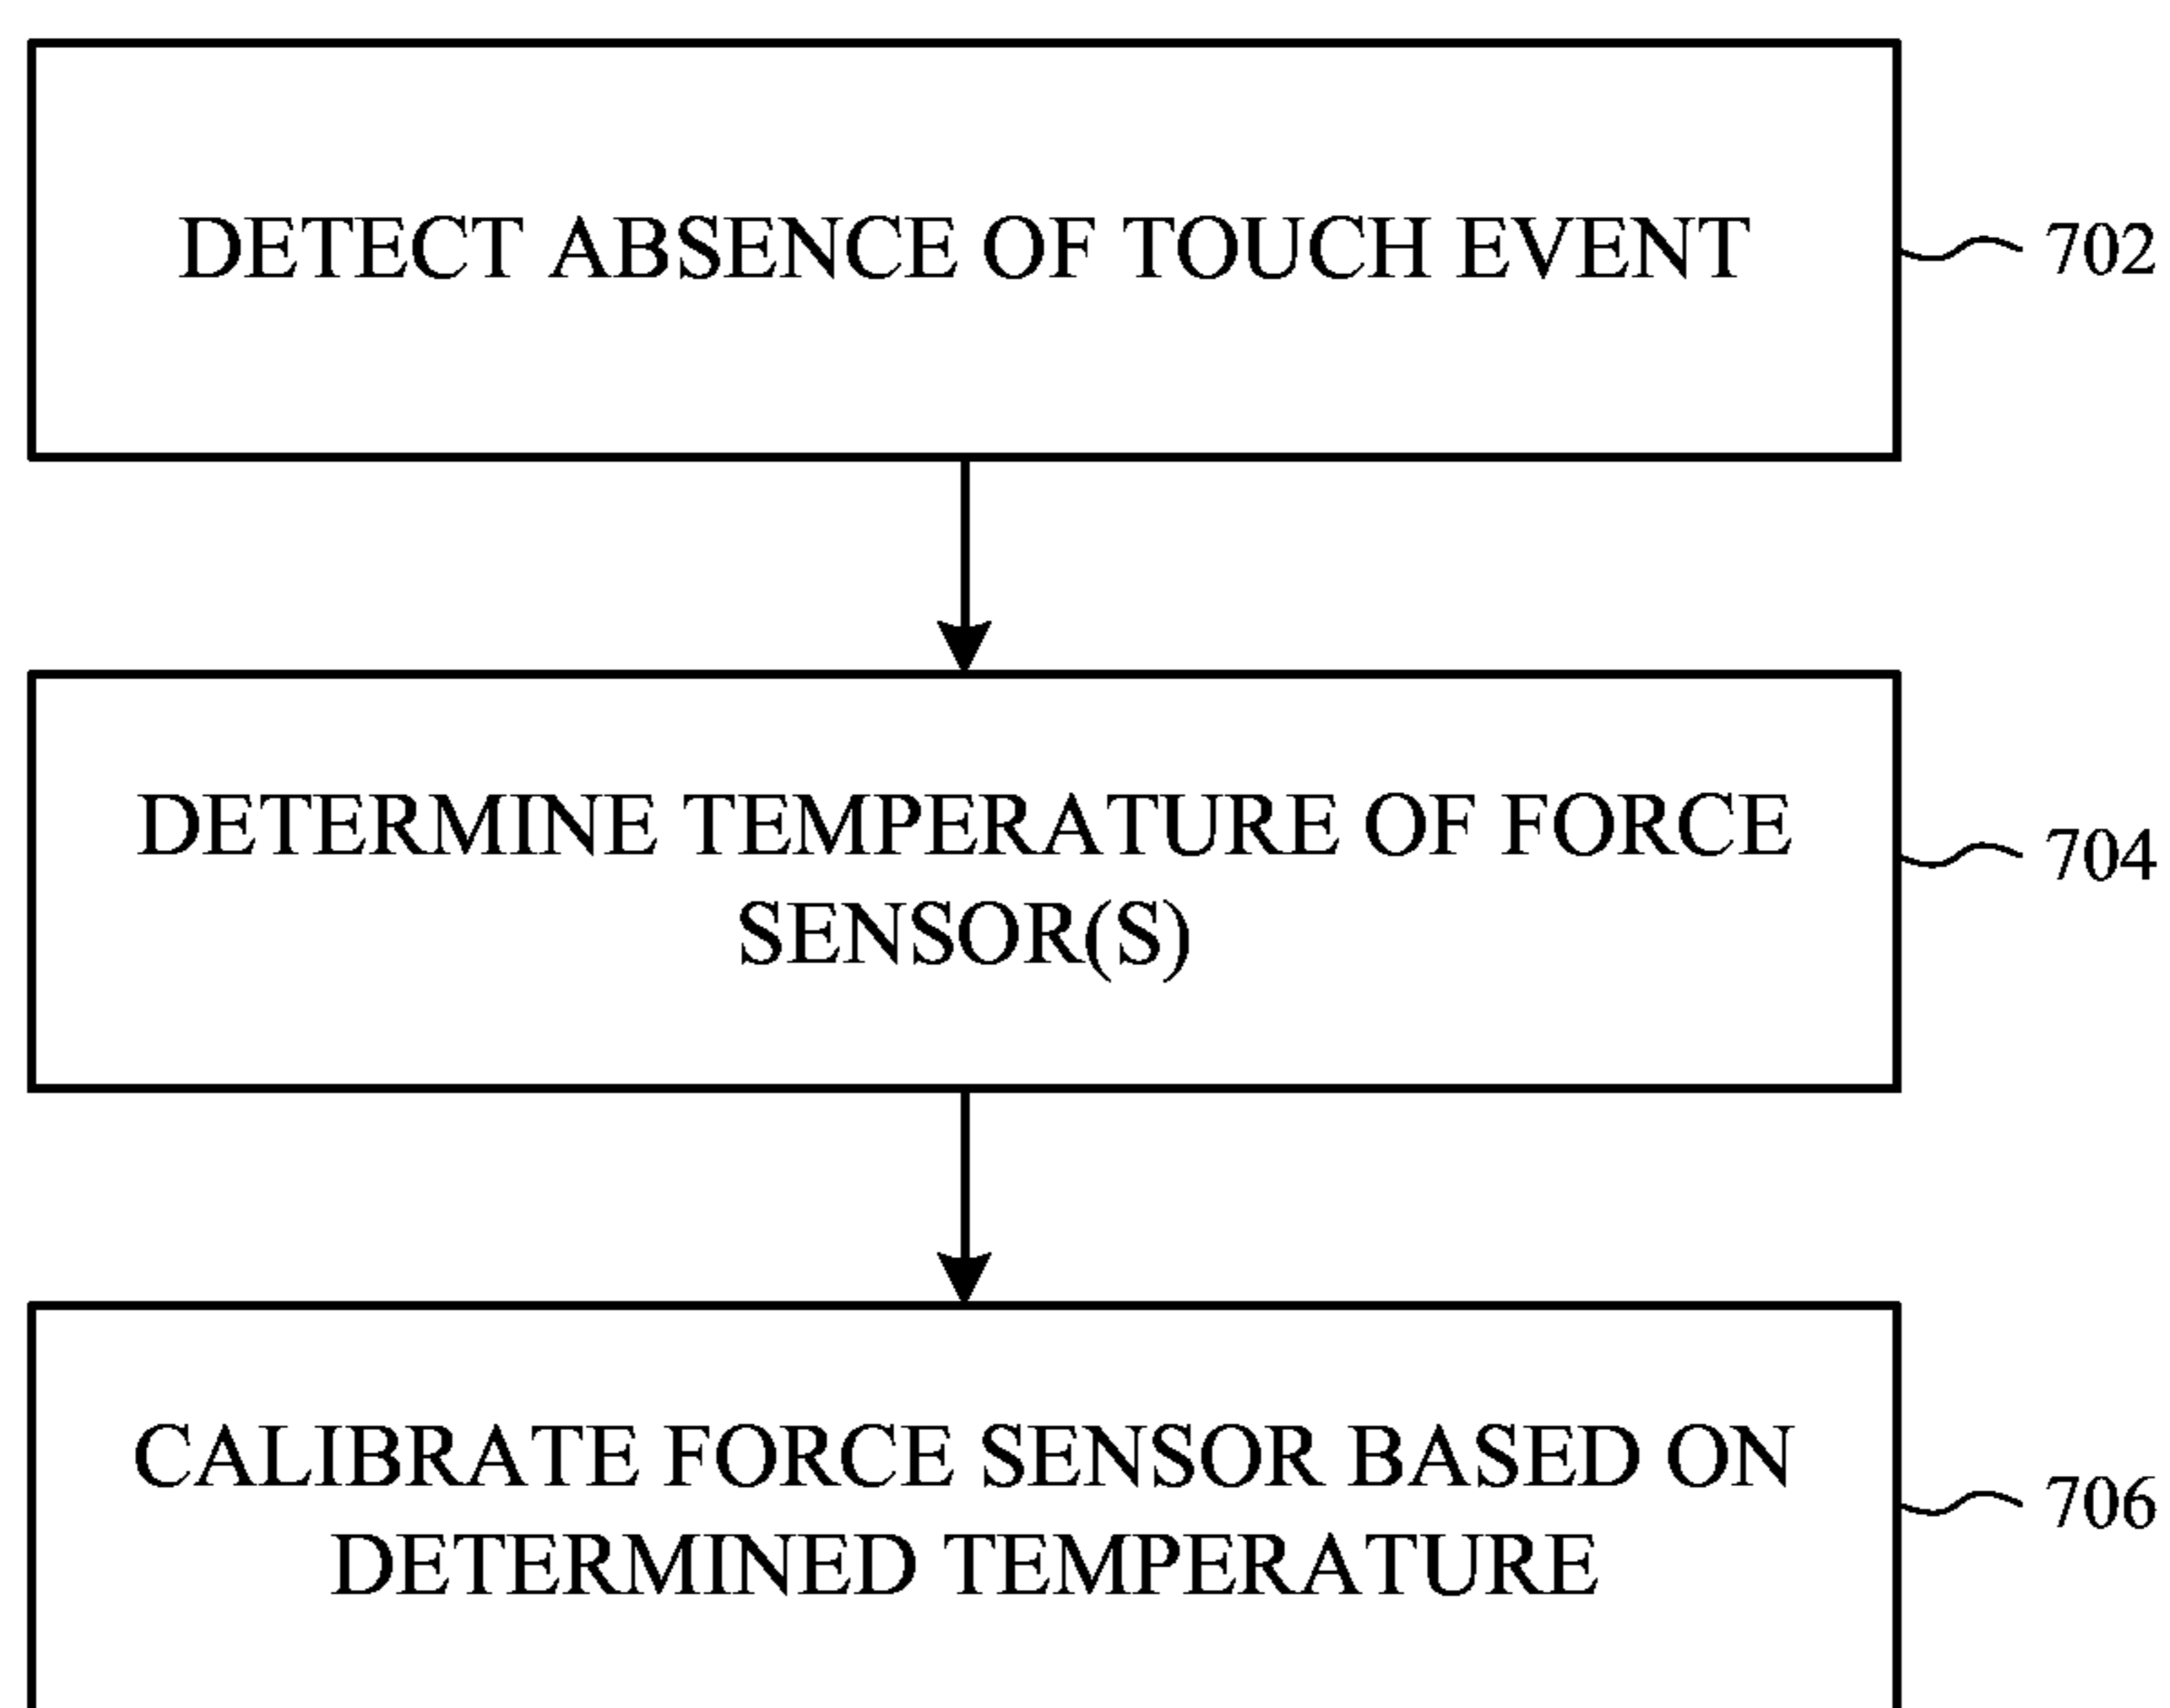 DETECT ABSENCE OF TOUCH EVENT
702
DETERMINE TEMPERATURE OF FORCE
SENSOR(S)
704
CALIBRATE FORCE SENSOR BASED ON
DETERMINED TEMPERATURE
706